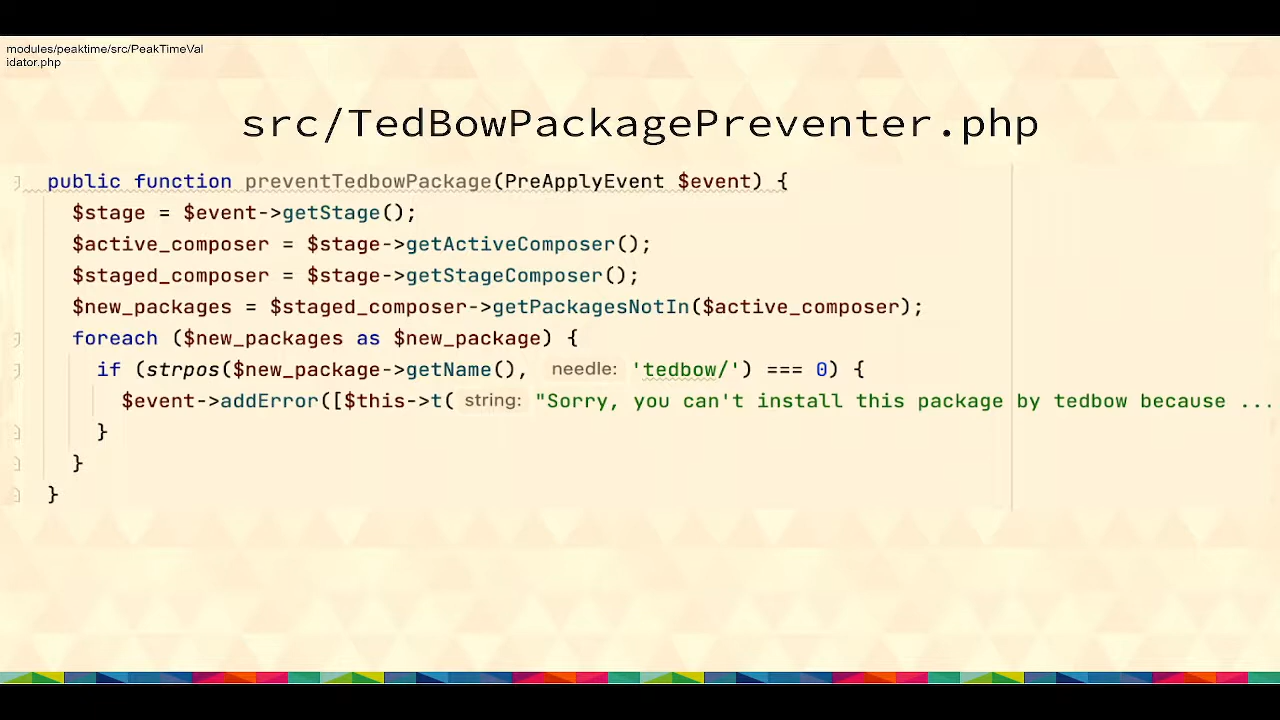 modules/peaktime/src/PeakTimeVal
idator.php
src/TedBowPackagePreventer.php
public function preventTedbowPackage(PreApplyEvent $event) {
$stage = $event->getStage();
$active_composer = $stage->getActiveComposer();
$staged_composer = $stage->getStageComposer();
$new_packages = $staged_composer->getPackagesNotIn($active_composer);
foreach ($new_packages as $new_package) {
if (strpos($new_package->getName(), needle: 'tedbow/') === 0) {
$event->addError([$this->t( string: "Sorry, you can't install this package by tedbow because ...
}
}
}